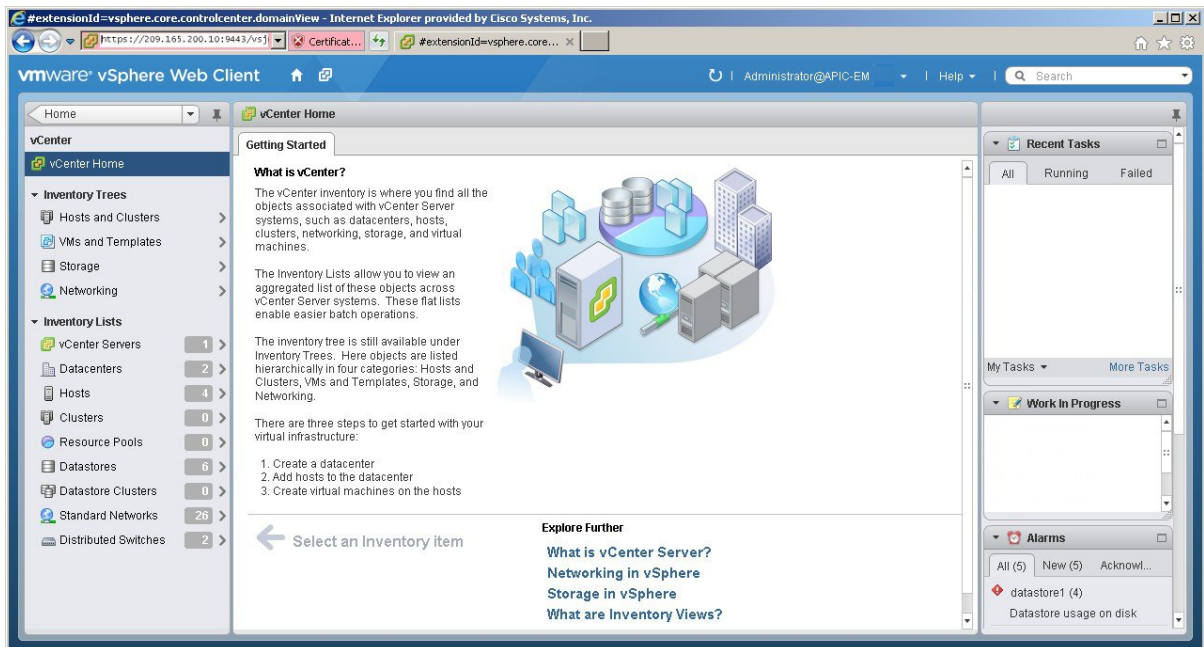 #extensionId=vsphere.core.controlcenter.domainView - Internet Explorer provided by Cisco Systems, Inc.
https://209.165.200.10:9443/vsj
Certificat...
#extensionId=vsphere.core...
vmware® vSphere Web Client
Administrator@APIC-EM
Help
Search
Home
vCenter
vCenter Home
Inventory Trees
Hosts and Clusters
VMs and Templates
Storage
Networking
Inventory Lists
vCenter Servers 1
Datacenters 2
Hosts 4
Clusters 0
Resource Pools 0
Datastores 6
Datastore Clusters 0
Standard Networks 26
Distributed Switches 2
vCenter Home
Getting Started
What is vCenter?
The vCenter inventory is where you find all the
objects associated with vCenter Server
systems, such as datacenters, hosts,
clusters, networking, storage, and virtual
machines.
The Inventory Lists allow you to view an
aggregated list of these objects across
vCenter Server systems. These flat lists
enable easier batch operations.
The inventory tree is still available under
Inventory Trees. Here objects are listed
hierarchically in four categories: Hosts and
Clusters, VMs and Templates, Storage, and
Networking.
There are three steps to get started with your
virtual infrastructure:
1. Create a datacenter
2. Add hosts to the datacenter
3. Create virtual machines on the hosts
Select an Inventory item
Explore Further
What is vCenter Server?
Networking in vSphere
Storage in vSphere
What are Inventory Views?
Recent Tasks
All Running Failed
My Tasks More Tasks
Work In Progress
Alarms
All (5) New (5) Acknowl...
datastore1 (4)
Datastore usage on disk